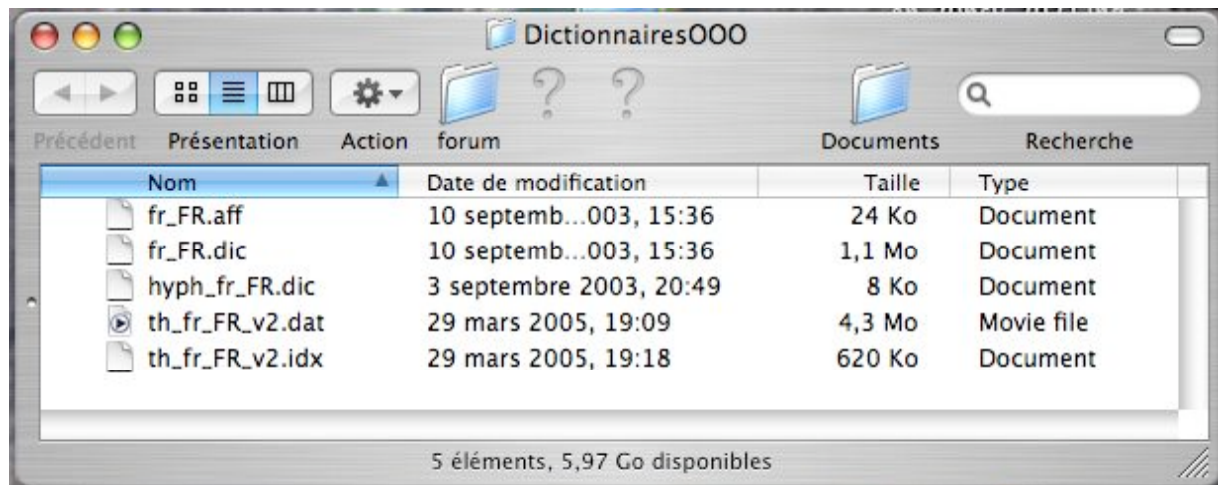 DictionnairesOOO
Précédent Présentation Action forum Documents Recherche
Nom Date de modification Taille Type
fr_FR.aff 10 septemb...003, 15:36 24 Ko Document
fr_FR.dic 10 septemb...003, 15:36 1,1 Mo Document
hyph_fr_FR.dic 3 septembre 2003, 20:49 8 Ko Document
th_fr_FR_v2.dat 29 mars 2005, 19:09 4,3 Mo Movie file
th_fr_FR_v2.idx 29 mars 2005, 19:18 620 Ko Document
5 éléments, 5,97 Go disponibles